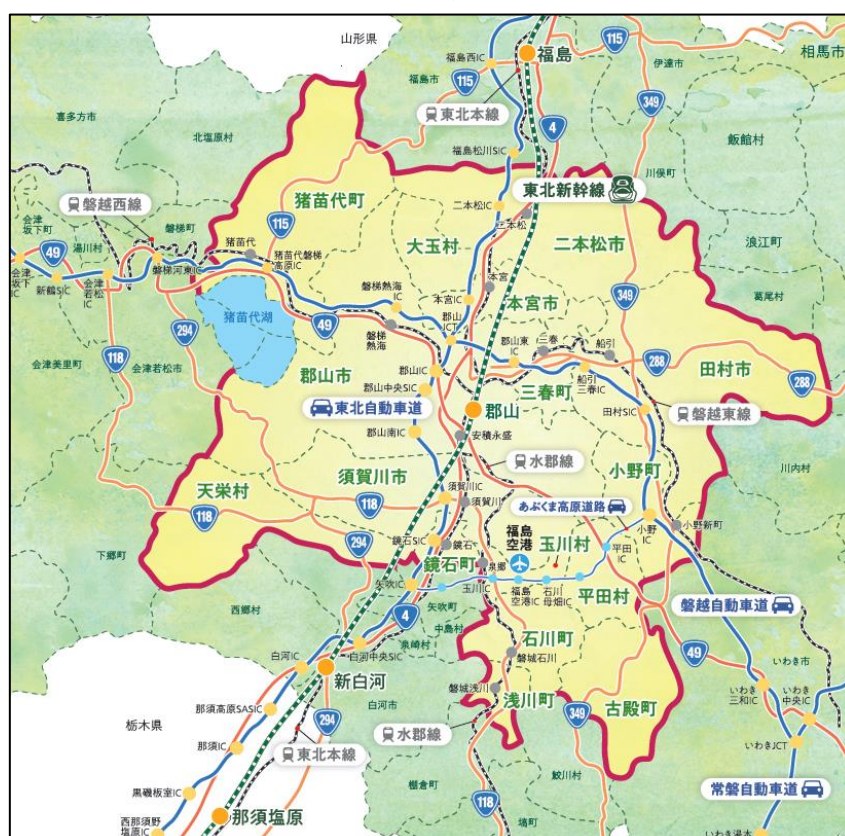 山形県
115
福島西IC
福島
115
相馬市
伊達市
福島市
115
349
東北本線
喜多方市
北塩原村
4
飯館村
福島松川SIC
川俣町
東北新幹線
猪苗代町
磐越西線
会津
坂下町
磐梯町
115
二本松IC
二本松
大玉村
二本松市
浪江町
湯川村
49
猪苗代
猪苗代磐梯
高原IC
会津
坂下
IC
新鶴SIC
会津
若松
IC
磐梯河東IC
磐梯熱海
IC
本宮IC
本宮
本宮市
349
葛尾村
猪苗代湖
294
49
郡山
JCT
磐梯
熱海
郡山東
IC
三春
船引
118
会津美里町
会津若松市
郡山市
郡山IC
郡山中央SIC
三春町
船引
三春IC
288
田村市
288
東北自動車道
郡山
田村SIC
磐越東線
郡山南IC
安積永盛
水郡線
小野町
川内村
天栄村
須賀川市
須賀川IC
須賀川
あぶくま高原道路
118
118
小野
IC
小野新町
294
鏡石SIC
鏡石
福島
空港
玉川村
平田
IC
下郷町
鏡石町
泉郷
矢吹IC
玉川IC
福島
空港IC
石川
母畑IC
平田村
西郷村
矢吹町
磐越自動車道
4
中島村
泉崎村
石川町
49
白河IC
白河中央SIC
磐城石川
いわき市
新白河
磐城浅川
いわき
三和IC
いわき
中央IC
那須高原SASIC
白河市
浅川町
古殿町
栃木県
294
349
那須IC
東北本線
水郡線
いわきJCT
鮫川村
黒磯板室IC
棚倉町
常磐自動車道
118
那須塩原
西那須野
塩原IC
塙町
いわき湯本